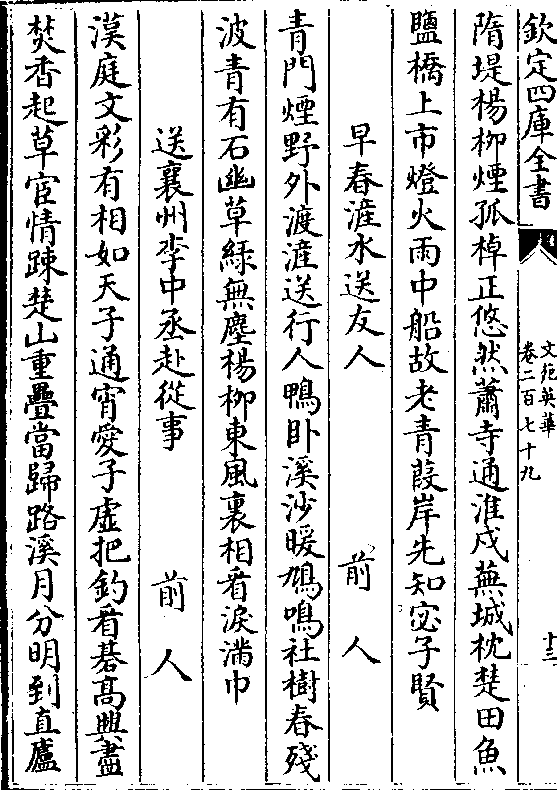 欽定四庫全書
文苑英華
卷二百七十九
十三
隋堤楊柳煙孤棹正悠然蕭寺通淮戍蕪城枕楚田魚
鹽橋上市燈火雨中船故老青葭岸先知宓子賢
早春滻水送友人　前人
青門煙野外渡滻送行人鴨卧溪沙暖鳩鳴社樹春殘
波青有石幽草綠無塵楊柳東風裏相看淚满巾
送襄州李中丞赴從事　前人
漢庭文彩有相如天子通宵愛子虚把釣看碁髙興盡
焚香起草宦情踈楚山重疊當歸路溪月分明到直廬